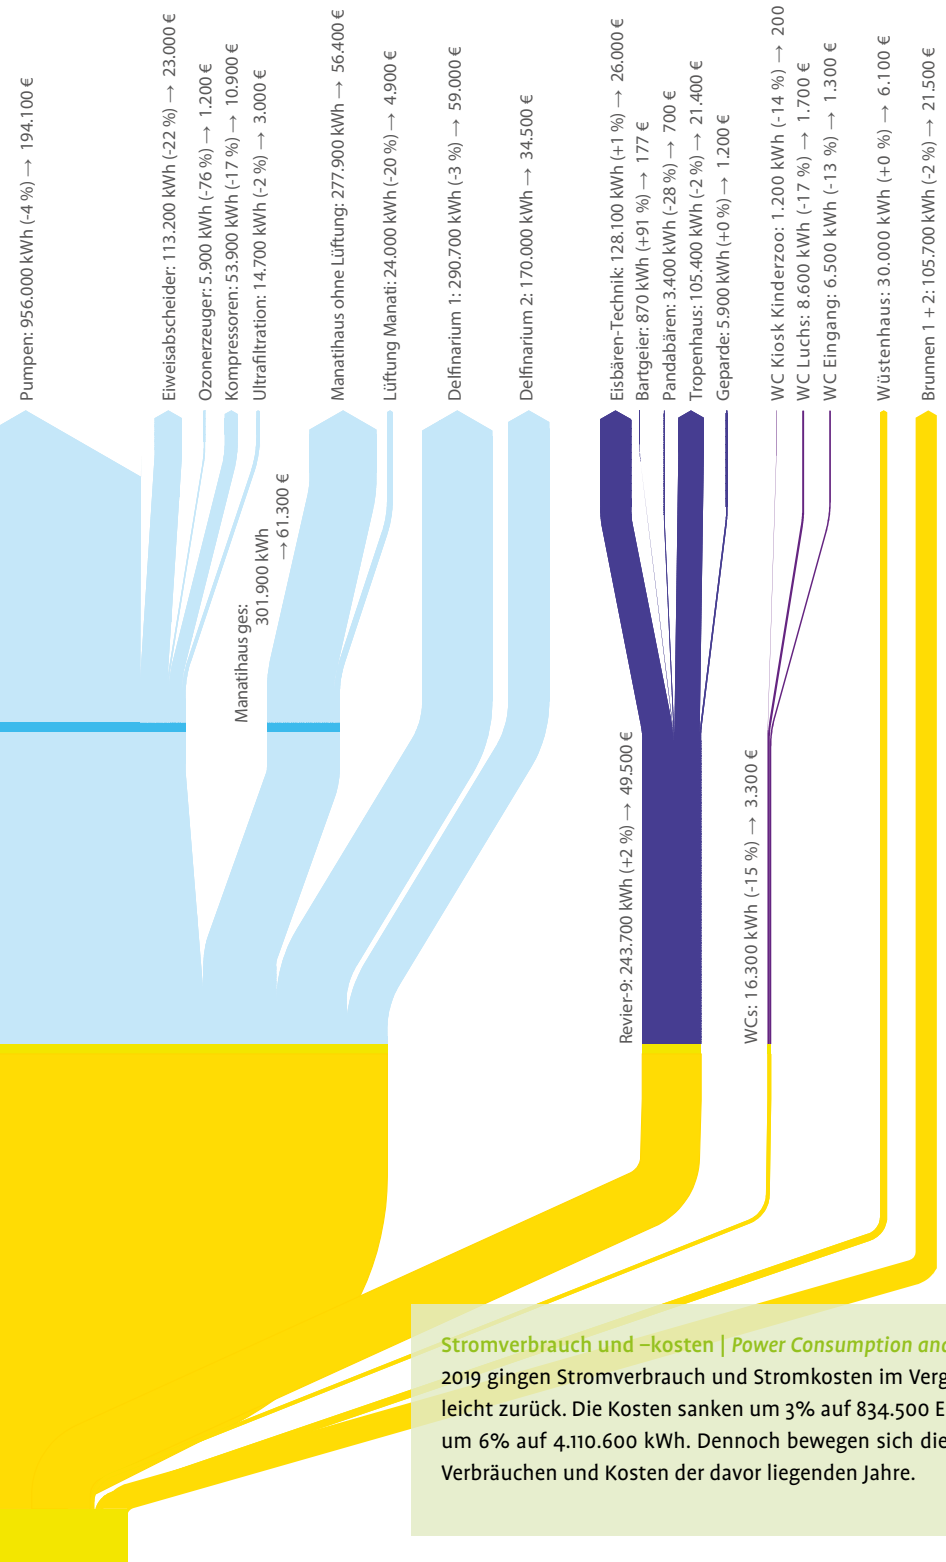 Pumpen: 956.000 kWh (-4 %) → 194.100 €
Eiweisabscheider: 113.200 kWh (-22 %) → 23.000 €
Ozonerzeuger: 5.900 kWh (-76 %) → 1.200 €
Kompressoren: 53.900 kWh (-17 %) → 10.900 €
Ultrafiltration: 14.700 kWh (-2 %) → 3.000 €
Manatihaus ges:
301.900 kWh
→ 61.300 €
Manatihaus ohne Lüftung: 277.900 kWh → 56.400 €
Lüftung Manati: 24.000 kWh (-20 %) → 4.900 €
Delfinarium 1: 290.700 kWh (-3 %) → 59.000 €
Delfinarium 2: 170.000 kWh → 34.500 €
Eisbären-Technik: 128.100 kWh (+1 %) → 26.000 €
Bartgeier: 870 kWh (+91 %) → 177 €
Pandabären: 3.400 kWh (-28 %) → 700 €
Tropenhaus: 105.400 kWh (-2 %) → 21.400 €
Geparde: 5.900 kWh (+0 %) → 1.200 €
Revier-9: 243.700 kWh (+2 %) → 49.500 €
WC Kiosk Kinderzoo: 1.200 kWh (-14 %) → 200
WC Luchs: 8.600 kWh (-17 %) → 1.700 €
WC Eingang: 6.500 kWh (-13 %) → 1.300 €
WCs: 16.300 kWh (-15 %) → 3.300 €
Wüstenhaus: 30.000 kWh (+0 %) → 6.100 €
Brunnen 1 + 2: 105.700 kWh (-2 %) → 21.500 €
Stromverbrauch und –kosten | Power Consumption and
2019 gingen Stromverbrauch und Stromkosten im Verg
leicht zurück. Die Kosten sanken um 3% auf 834.500 E
um 6% auf 4.110.600 kWh. Dennoch bewegen sich die
Verbräuchen und Kosten der davor liegenden Jahre.